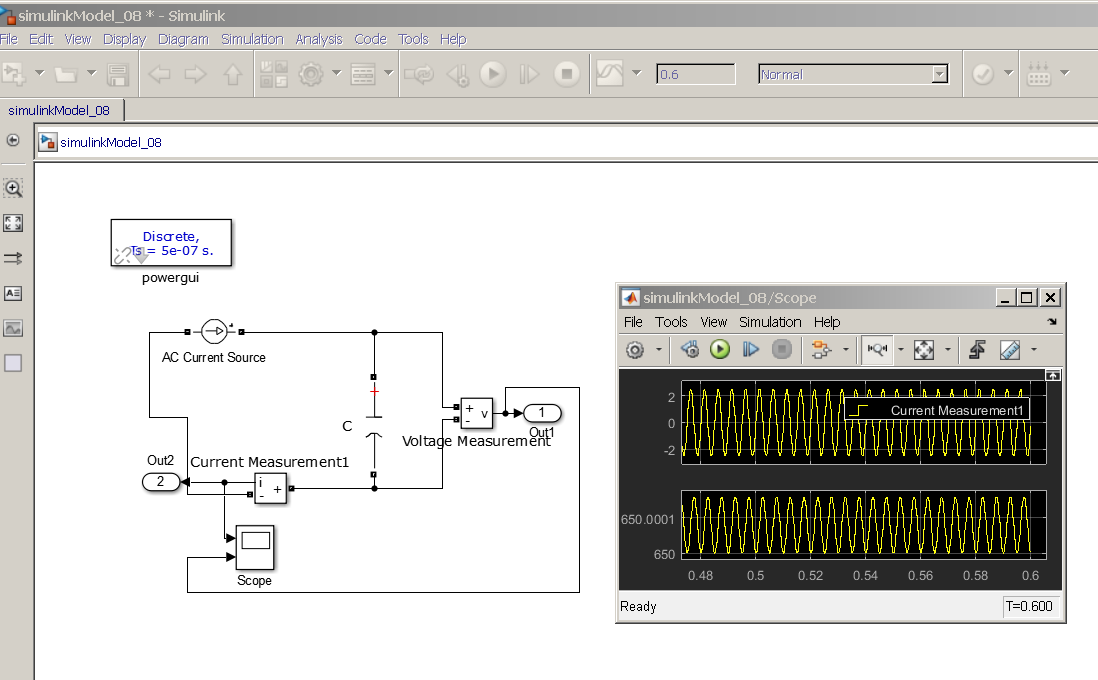 simulinkModel_08 * - Simulink
File Edit View Display Diagram Simulation Analysis Code Tools Help
0.6 Normal
simulinkModel_08
simulinkModel_08
Discrete,
Ts = 5e-07 s.
powergui
AC Current Source
C
+
-
v
1
Out1
Voltage Measurement
Out2
2
Current Measurement1
i
-
+
Scope
simulinkModel_08/Scope
File Tools View Simulation Help
Current Measurement1
2
0
-2
650.0001
650
0.48 0.5 0.52 0.54 0.56 0.58 0.6
Ready T=0.600